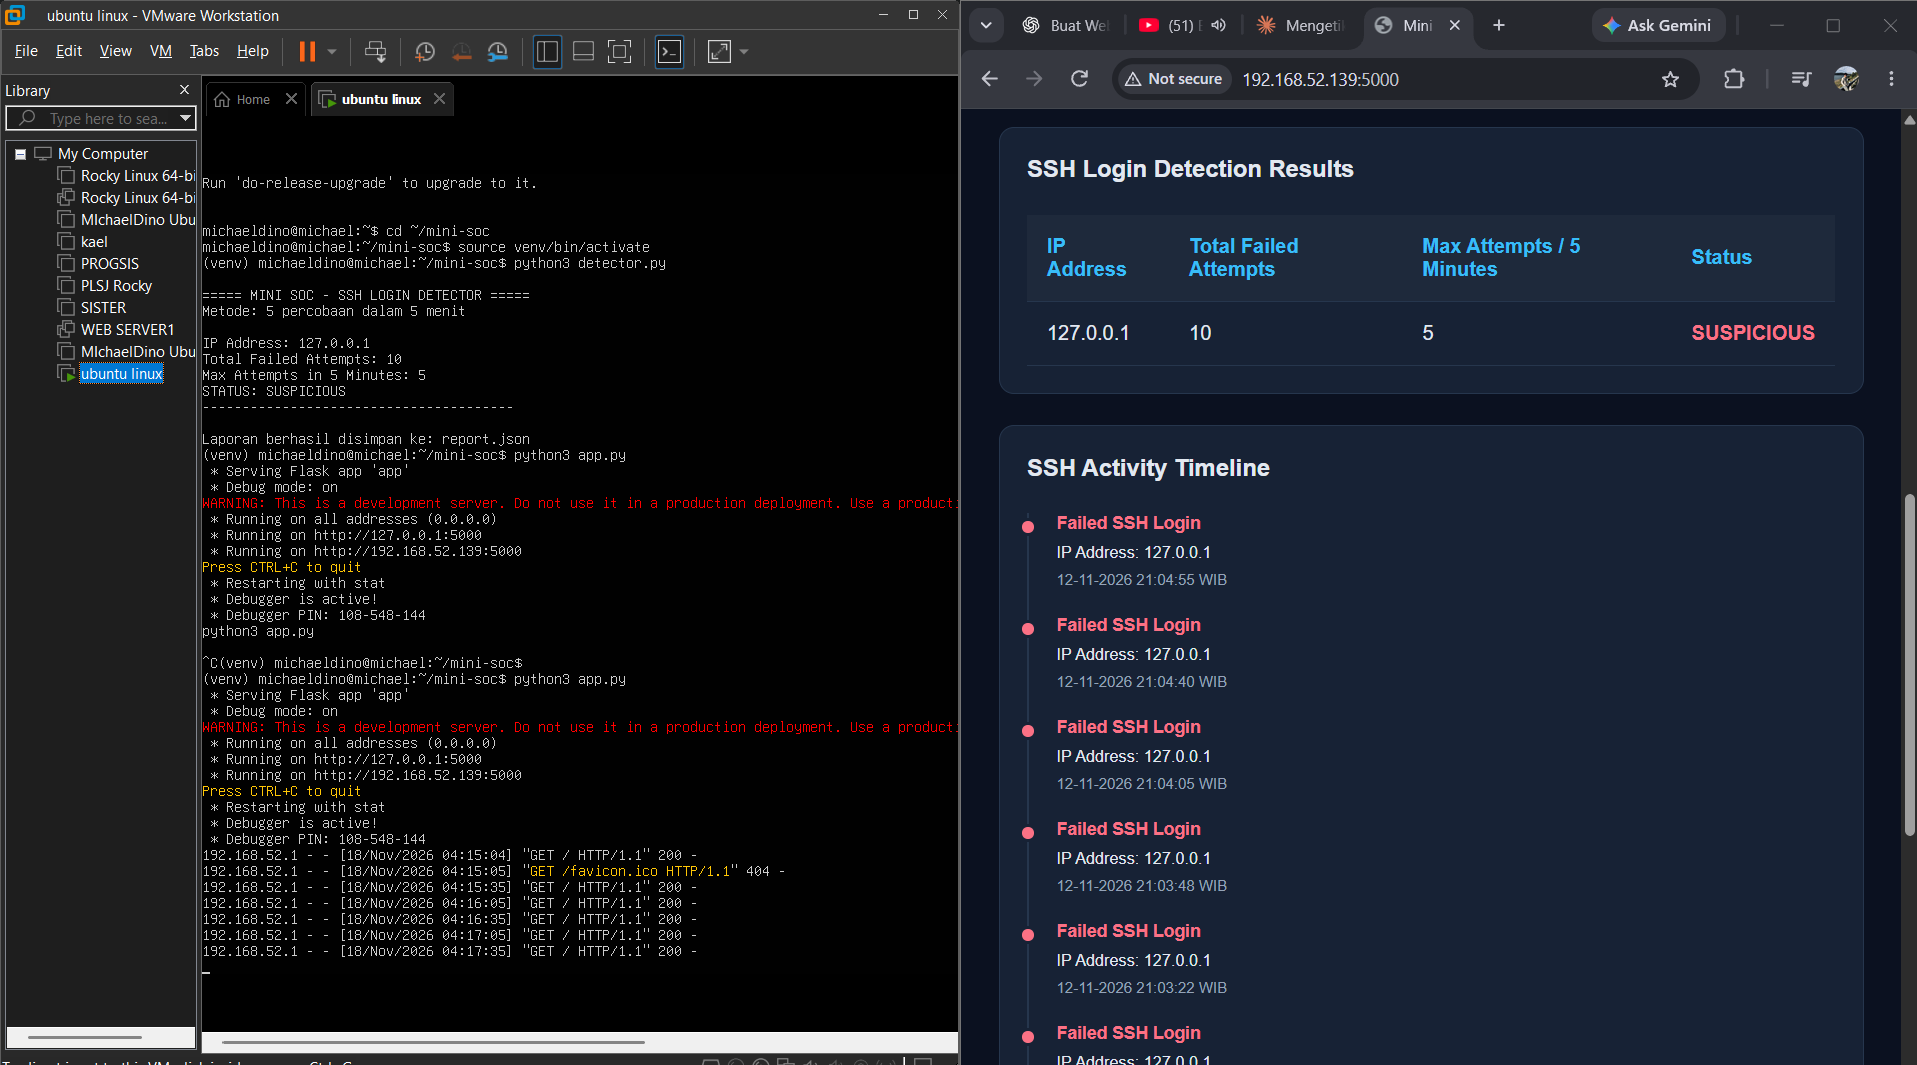 ubuntu linux - VMware Workstation
File Edit View VM Tabs Help
Library
Type here to sea...
My Computer
Rocky Linux 64-bi
Rocky Linux 64-bi
MIchaelDino Ubu
kael
PROGSIS
PLSJ Rocky
SISTER
WEB SERVER1
MIchaelDino Ubu
ubuntu linux
Home
ubuntu linux
Run 'do-release-upgrade' to upgrade to it.
michaeldino@michael:~$ cd ~/mini-soc
michaeldino@michael:~/mini-soc$ source venv/bin/activate
(venv) michaeldino@michael:~/mini-soc$ python3 detector.py
===== MINI SOC - SSH LOGIN DETECTOR =====
Metode: 5 percobaan dalam 5 menit
IP Address: 127.0.0.1
Total Failed Attempts: 10
Max Attempts in 5 Minutes: 5
STATUS: SUSPICIOUS
---------------------------------------
Laporan berhasil disimpan ke: report.json
(venv) michaeldino@michael:~/mini-soc$ python3 app.py
* Serving Flask app 'app'
* Debug mode: on
WARNING: This is a development server. Do not use it in a production deployment. Use a producti
* Running on all addresses (0.0.0.0)
* Running on http://127.0.0.1:5000
* Running on http://192.168.52.139:5000
Press CTRL+C to quit
* Restarting with stat
* Debugger is active!
* Debugger PIN: 108-548-144
python3 app.py
^C(venv) michaeldino@michael:~/mini-soc$
(venv) michaeldino@michael:~/mini-soc$ python3 app.py
* Serving Flask app 'app'
* Debug mode: on
WARNING: This is a development server. Do not use it in a production deployment. Use a producti
* Running on all addresses (0.0.0.0)
* Running on http://127.0.0.1:5000
* Running on http://192.168.52.139:5000
Press CTRL+C to quit
* Restarting with stat
* Debugger is active!
* Debugger PIN: 108-548-144
192.168.52.1 - - [18/Nov/2026 04:15:04] "GET / HTTP/1.1" 200 -
192.168.52.1 - - [18/Nov/2026 04:15:05] "GET /favicon.ico HTTP/1.1" 404 -
192.168.52.1 - - [18/Nov/2026 04:15:35] "GET / HTTP/1.1" 200 -
192.168.52.1 - - [18/Nov/2026 04:16:05] "GET / HTTP/1.1" 200 -
192.168.52.1 - - [18/Nov/2026 04:16:35] "GET / HTTP/1.1" 200 -
192.168.52.1 - - [18/Nov/2026 04:17:05] "GET / HTTP/1.1" 200 -
192.168.52.1 - - [18/Nov/2026 04:17:35] "GET / HTTP/1.1" 200 -
Buat We
(51)
Mengeti
Mini
Ask Gemini
Not secure
192.168.52.139:5000
SSH Login Detection Results
IP Address
Total Failed Attempts
Max Attempts / 5 Minutes
Status
127.0.0.1 10 5 SUSPICIOUS
SSH Activity Timeline
Failed SSH Login
IP Address: 127.0.0.1
12-11-2026 21:04:55 WIB
Failed SSH Login
IP Address: 127.0.0.1
12-11-2026 21:04:40 WIB
Failed SSH Login
IP Address: 127.0.0.1
12-11-2026 21:04:05 WIB
Failed SSH Login
IP Address: 127.0.0.1
12-11-2026 21:03:48 WIB
Failed SSH Login
IP Address: 127.0.0.1
12-11-2026 21:03:22 WIB
Failed SSH Login
IP Address: 127.0.0.1